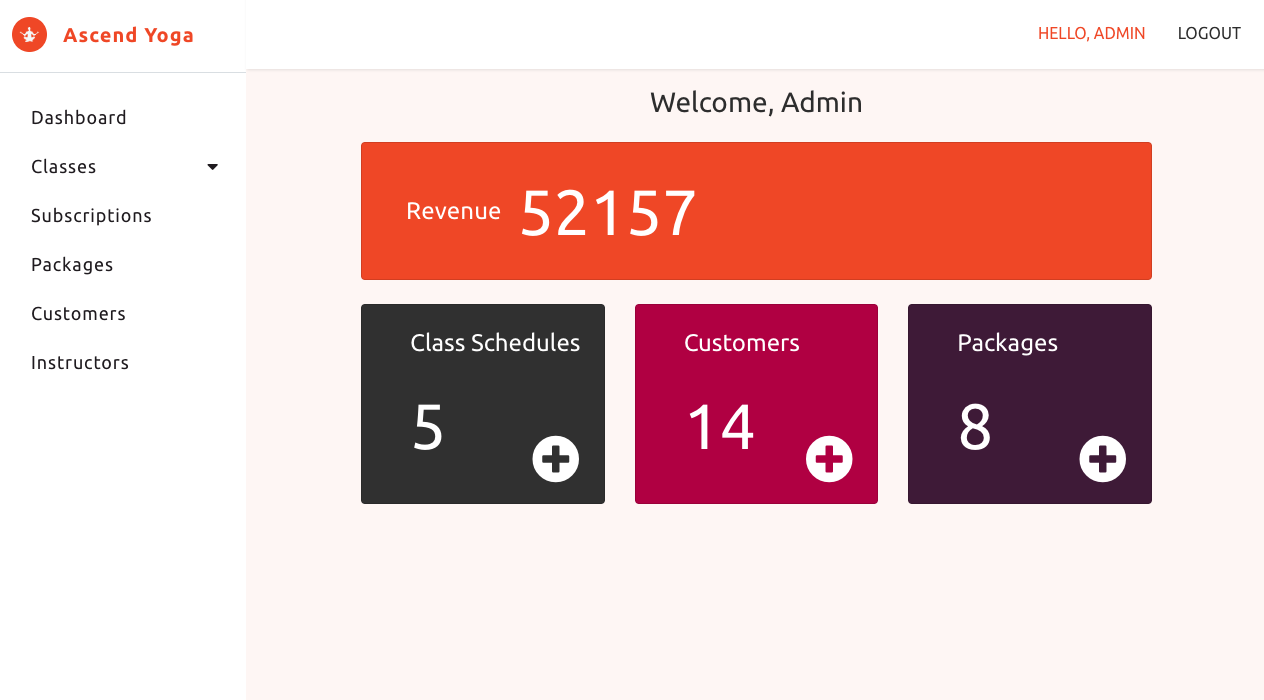 Ascend Yoga
HELLO, ADMIN
LOGOUT
Dashboard
Classes
Subscriptions
Packages
Customers
Instructors
Welcome, Admin
Revenue 52157
Class Schedules
5
Customers
14
Packages
8